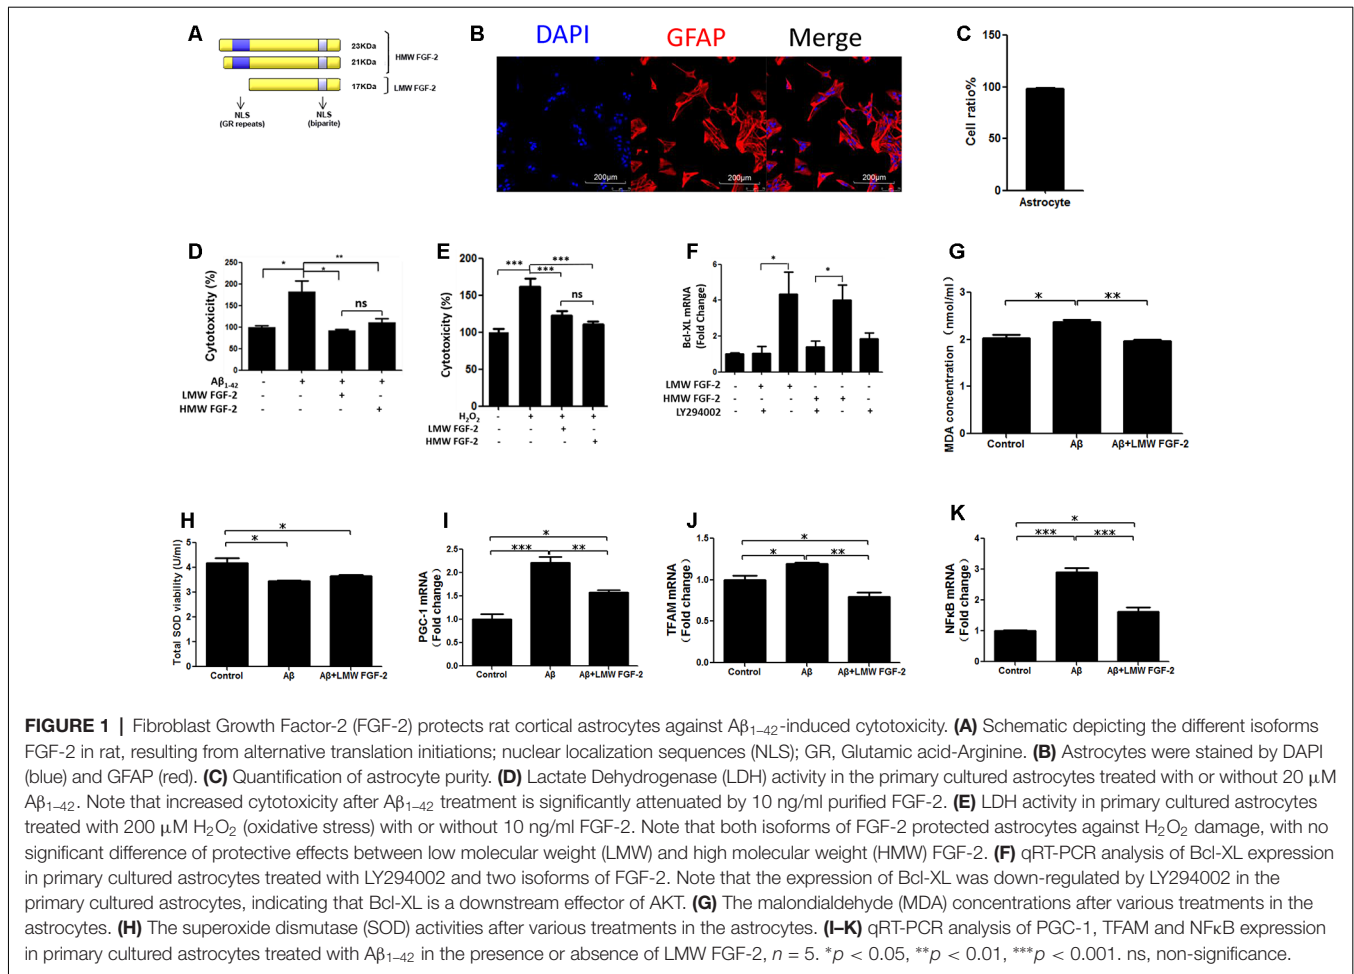 A
23KDa
21KDa
HMW FGF-2
17KDa
LMW FGF-2
NLS
(GR repeats)
NLS
(biparite)
B
DAPI GFAP Merge
200μm 200μm 200μm
C
Cell ratio%
150
100
50
0
Astrocyte
D
Cytotoxicity (%)
250
200
150
100
50
0
* * ** ns
Aβ1-42 - + + +
LMW FGF-2 - - + -
HMW FGF-2 - - - +
E
Cytotoxicity (%)
200
150
100
50
0
*** *** *** ns
H2O2 - + + +
LMW FGF-2 - - + -
HMW FGF-2 - - - +
F
Bcl-XL mRNA
(Fold Change)
6
4
2
0
* *
LMW FGF-2 - + + - - -
HMW FGF-2 - - - + + -
LY294002 - + - + - +
G
MDA concentration (nmol/ml)
3
2
1
0
* **
Control Aβ Aβ+LMW FGF-2
H
Total SOD viability (U/ml)
5
4
3
2
1
0
* *
Control Aβ Aβ+LMW FGF-2
I
PGC-1 mRNA
(Fold change)
2.5
2.0
1.5
1.0
0.5
0.0
* *** **
Control Aβ Aβ+LMW FGF-2
J
TFAM mRNA
(Fold change)
1.5
1.0
0.5
0.0
* * **
Control Aβ Aβ+LMW FGF-2
K
NFκB mRNA
(Fold change)
4
3
2
1
0
* *** ***
Control Aβ Aβ+LMW FGF-2
FIGURE 1 | Fibroblast Growth Factor-2 (FGF-2) protects rat cortical astrocytes against Aβ1–42-induced cytotoxicity. (A) Schematic depicting the different isoforms
FGF-2 in rat, resulting from alternative translation initiations; nuclear localization sequences (NLS); GR, Glutamic acid-Arginine. (B) Astrocytes were stained by DAPI
(blue) and GFAP (red). (C) Quantification of astrocyte purity. (D) Lactate Dehydrogenase (LDH) activity in the primary cultured astrocytes treated with or without 20 μM
Aβ1–42. Note that increased cytotoxicity after Aβ1–42 treatment is significantly attenuated by 10 ng/ml purified FGF-2. (E) LDH activity in primary cultured astrocytes
treated with 200 μM H2O2 (oxidative stress) with or without 10 ng/ml FGF-2. Note that both isoforms of FGF-2 protected astrocytes against H2O2 damage, with no
significant difference of protective effects between low molecular weight (LMW) and high molecular weight (HMW) FGF-2. (F) qRT-PCR analysis of Bcl-XL expression
in primary cultured astrocytes treated with LY294002 and two isoforms of FGF-2. Note that the expression of Bcl-XL was down-regulated by LY294002 in the
primary cultured astrocytes, indicating that Bcl-XL is a downstream effector of AKT. (G) The malondialdehyde (MDA) concentrations after various treatments in the
astrocytes. (H) The superoxide dismutase (SOD) activities after various treatments in the astrocytes. (I–K) qRT-PCR analysis of PGC-1, TFAM and NFκB expression
in primary cultured astrocytes treated with Aβ1–42 in the presence or absence of LMW FGF-2, n = 5. *p < 0.05, **p < 0.01, ***p < 0.001. ns, non-significance.